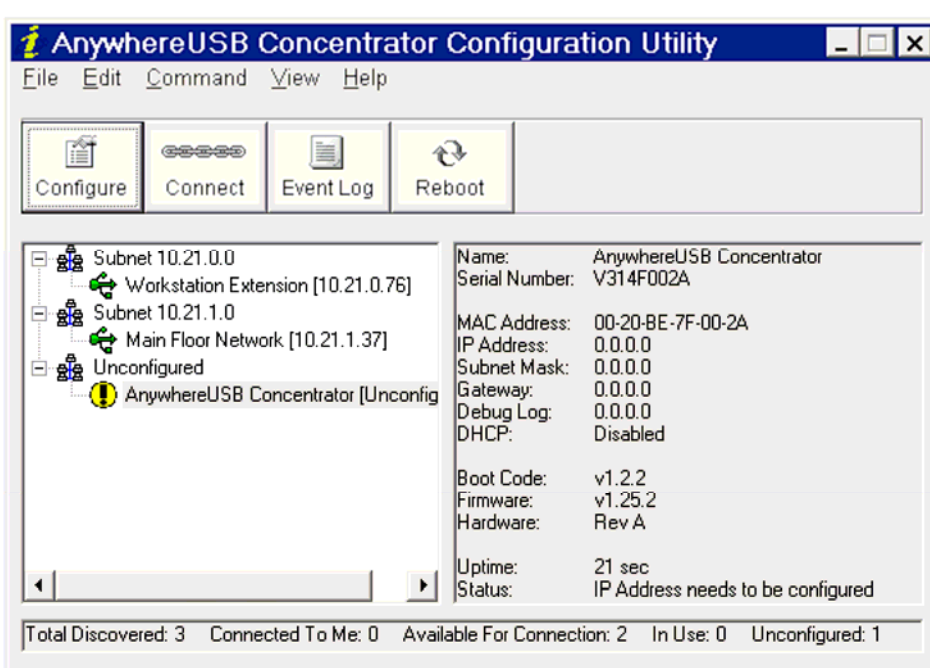 AnywhereUSB Concentrator Configuration Utility
File Edit Command View Help
Configure Connect Event Log Reboot
Subnet 10.21.0.0
Workstation Extension [10.21.0.76]
Subnet 10.21.1.0
Main Floor Network [10.21.1.37]
Unconfigured
AnywhereUSB Concentrator [Unconfig
Name: AnywhereUSB Concentrator
Serial Number: V314F002A
MAC Address: 00-20-BE-7F-00-2A
IP Address: 0.0.0.0
Subnet Mask: 0.0.0.0
Gateway: 0.0.0.0
Debug Log: 0.0.0.0
DHCP: Disabled
Boot Code: v1.2.2
Firmware: v1.25.2
Hardware: Rev A
Uptime: 21 sec
Status: IP Address needs to be configured
Total Discovered: 3 Connected To Me: 0 Available For Connection: 2 In Use: 0 Unconfigured: 1